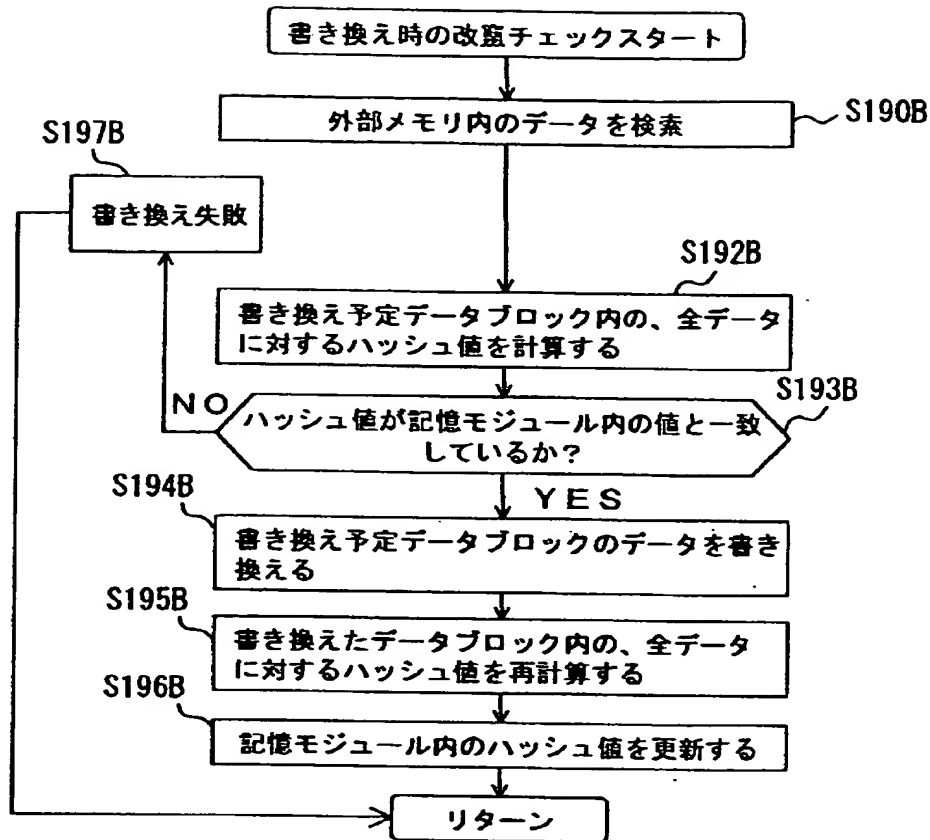 書き換え時の改竄チェックスタート
外部メモリ内のデータを検索
S190B
S197B
書き換え失敗
S192B
書き換え予定データブロック内の、全データ
に対するハッシュ値を計算する
S193B
NO
ハッシュ値が記憶モジュール内の値と一致
しているか?
YES
S194B
書き換え予定データブロックのデータを書き
換える
S195B
書き換えたデータブロック内の、全データ
に対するハッシュ値を再計算する
S196B
記憶モジュール内のハッシュ値を更新する
リターン